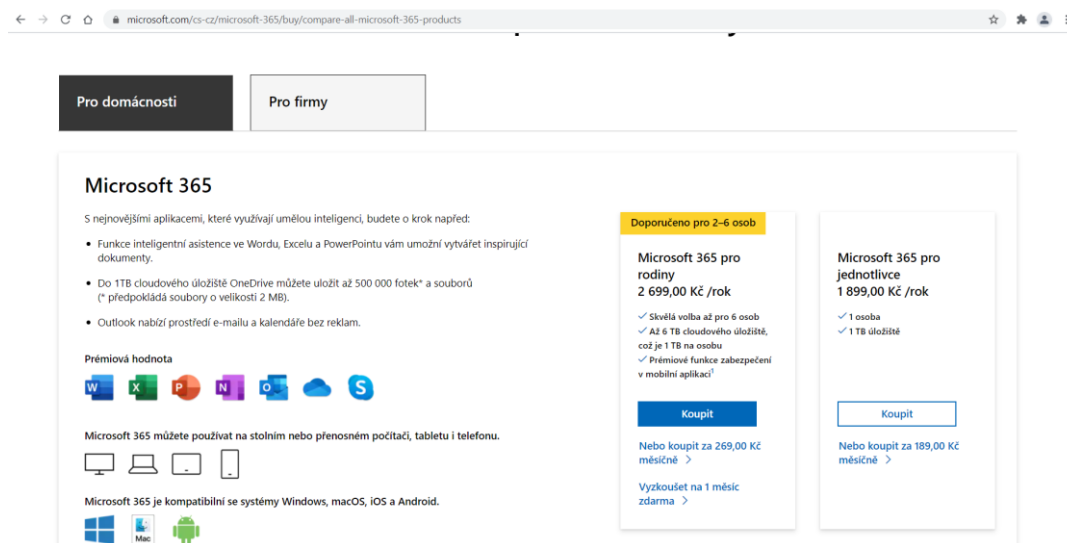 microsoft.com/cs-cz/microsoft-365/buy/compare-all-microsoft-365-products
Pro domácnosti
Pro firmy
Microsoft 365
S nejnovějšími aplikacemi, které využívají umělou inteligenci, budete o krok napřed:
• Funkce inteligentní asistence ve Wordu, Excelu a PowerPointu vám umožní vytvářet inspirující
dokumenty.
• Do 1TB cloudového úložiště OneDrive můžete uložit až 500 000 fotek* a souborů
(* předpokládá soubory o velikosti 2 MB).
• Outlook nabízí prostředí e-mailu a kalendáře bez reklam.
Prémiová hodnota
W X P N O S
Microsoft 365 můžete používat na stolním nebo přenosném počítači, tabletu i telefonu.
Microsoft 365 je kompatibilní se systémy Windows, macOS, iOS a Android.
Mac
Doporučeno pro 2–6 osob
Microsoft 365 pro
rodiny
2 699,00 Kč /rok
✓ Skvělá volba až pro 6 osob
✓ Až 6 TB cloudového úložiště,
což je 1 TB na osobu
✓ Prémiové funkce zabezpečení
v mobilní aplikaci¹
Koupit
Nebo koupit za 269,00 Kč
měsíčně >
Vyzkoušet na 1 měsíc
zdarma >
Microsoft 365 pro
jednotlivce
1 899,00 Kč /rok
✓ 1 osoba
✓ 1 TB úložiště
Koupit
Nebo koupit za 189,00 Kč
měsíčně >